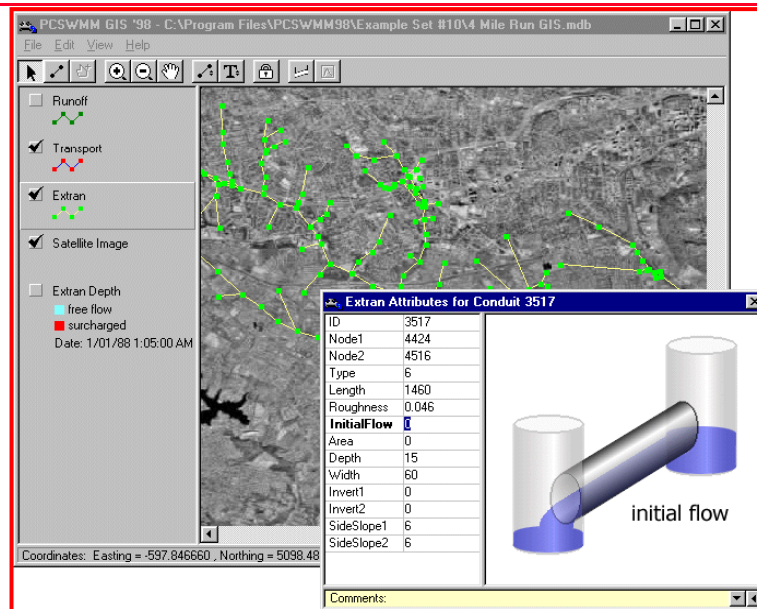 PCSWMM GIS '98 - C:\Program Files\PCSWMM98\Example Set #10\4 Mile Run GIS.mdb
File Edit View Help
T:
Runoff
Transport
Extran
Satellite Image
Extran Depth
free flow
surcharged
Date: 1/01/88 1:05:00 AM
Coordinates: Easting = -597.846660 , Northing = 5098.48
Extran Attributes for Conduit 3517
ID 3517
Node1 4424
Node2 4516
Type 6
Length 1460
Roughness 0.046
InitialFlow 0
Area 0
Depth 15
Width 60
Invert1 0
Invert2 0
SideSlope1 6
SideSlope2 6
initial flow
Comments: